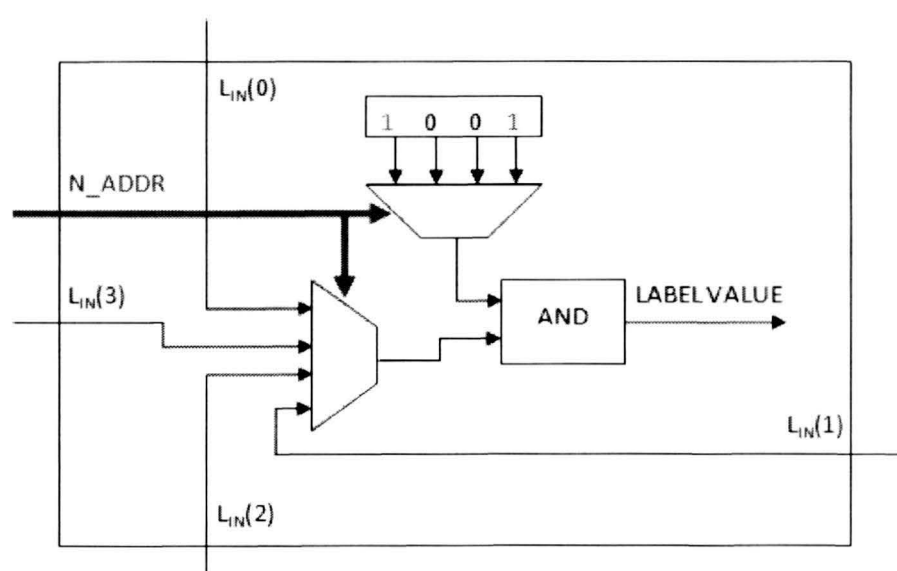 L_IN(0)
1 0 0 1
N_ADDR
L_IN(3)
AND
LABELVALUE
L_IN(1)
L_IN(2)